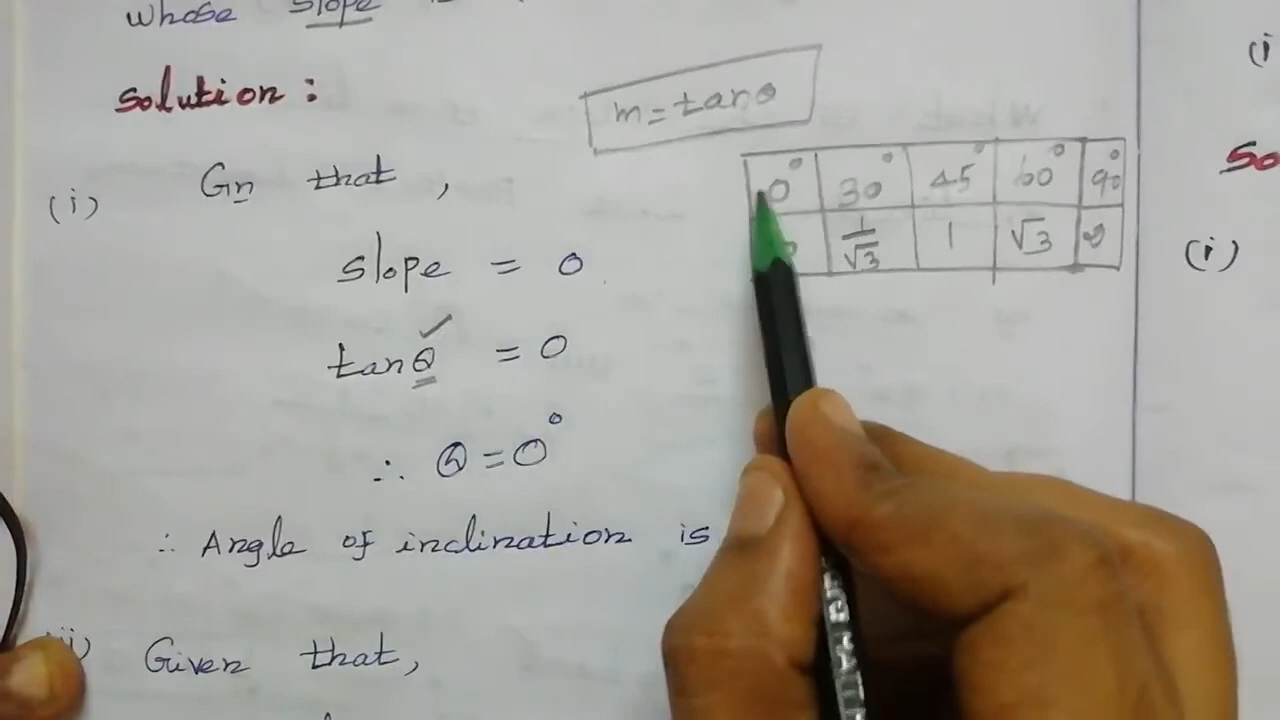 whose slope
Solution :
m = tanθ
(i) Gn that ,
0° 30° 45° 60° 90°
1/√3 1 √3
slope = 0
tanθ = 0
∴ θ = 0°
∴ Angle of inclination is
Given that,
(i
So
(i)